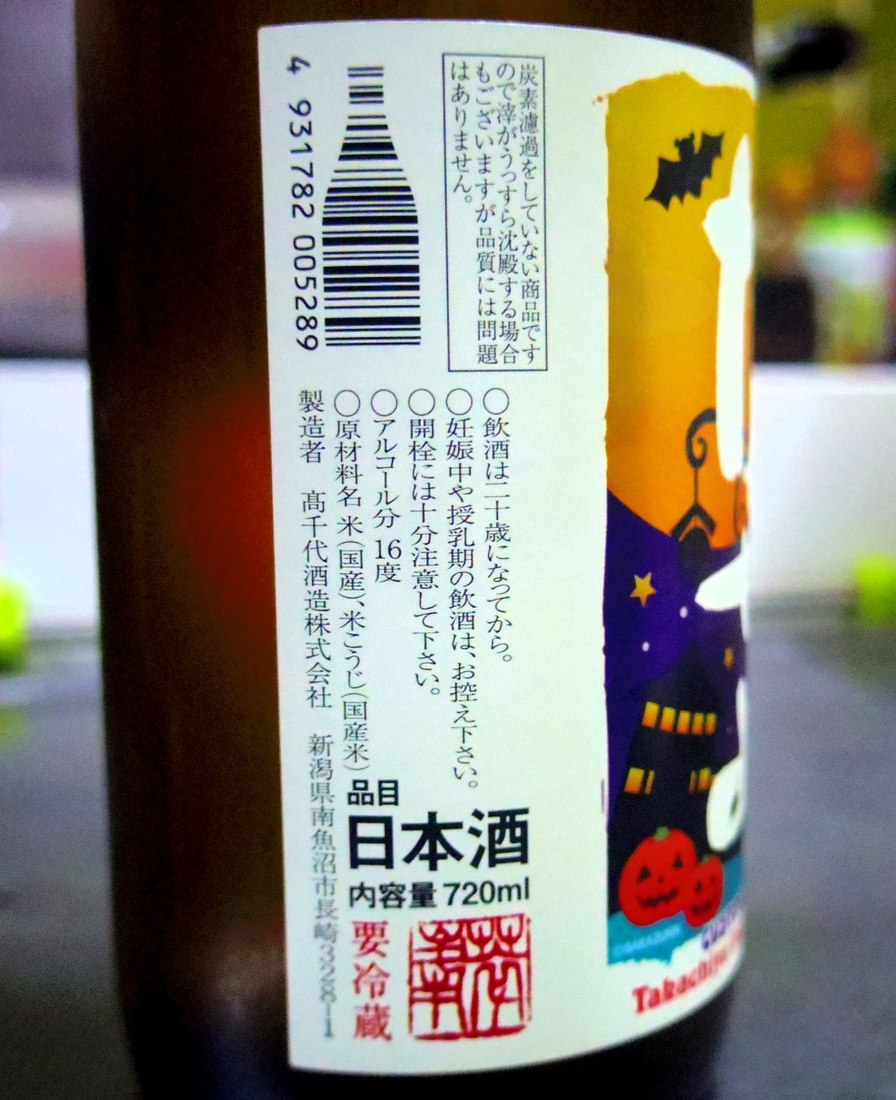 炭素濾過をしていない商品です
ので滓がうっすら沈殿する場合
もございますが品質には問題
はありません。
4 931782 005289
○飲酒は二十歳になってから。
○妊娠中や授乳期の飲酒は、お控え下さい。
○開栓には十分注意して下さい。
○アルコール分 16度
○原材料名 米(国産)、米こうじ(国産米)
製造者 髙千代酒造株式会社 新潟県南魚沼市長崎328-1
品目
日本酒
内容量 720ml
要冷蔵